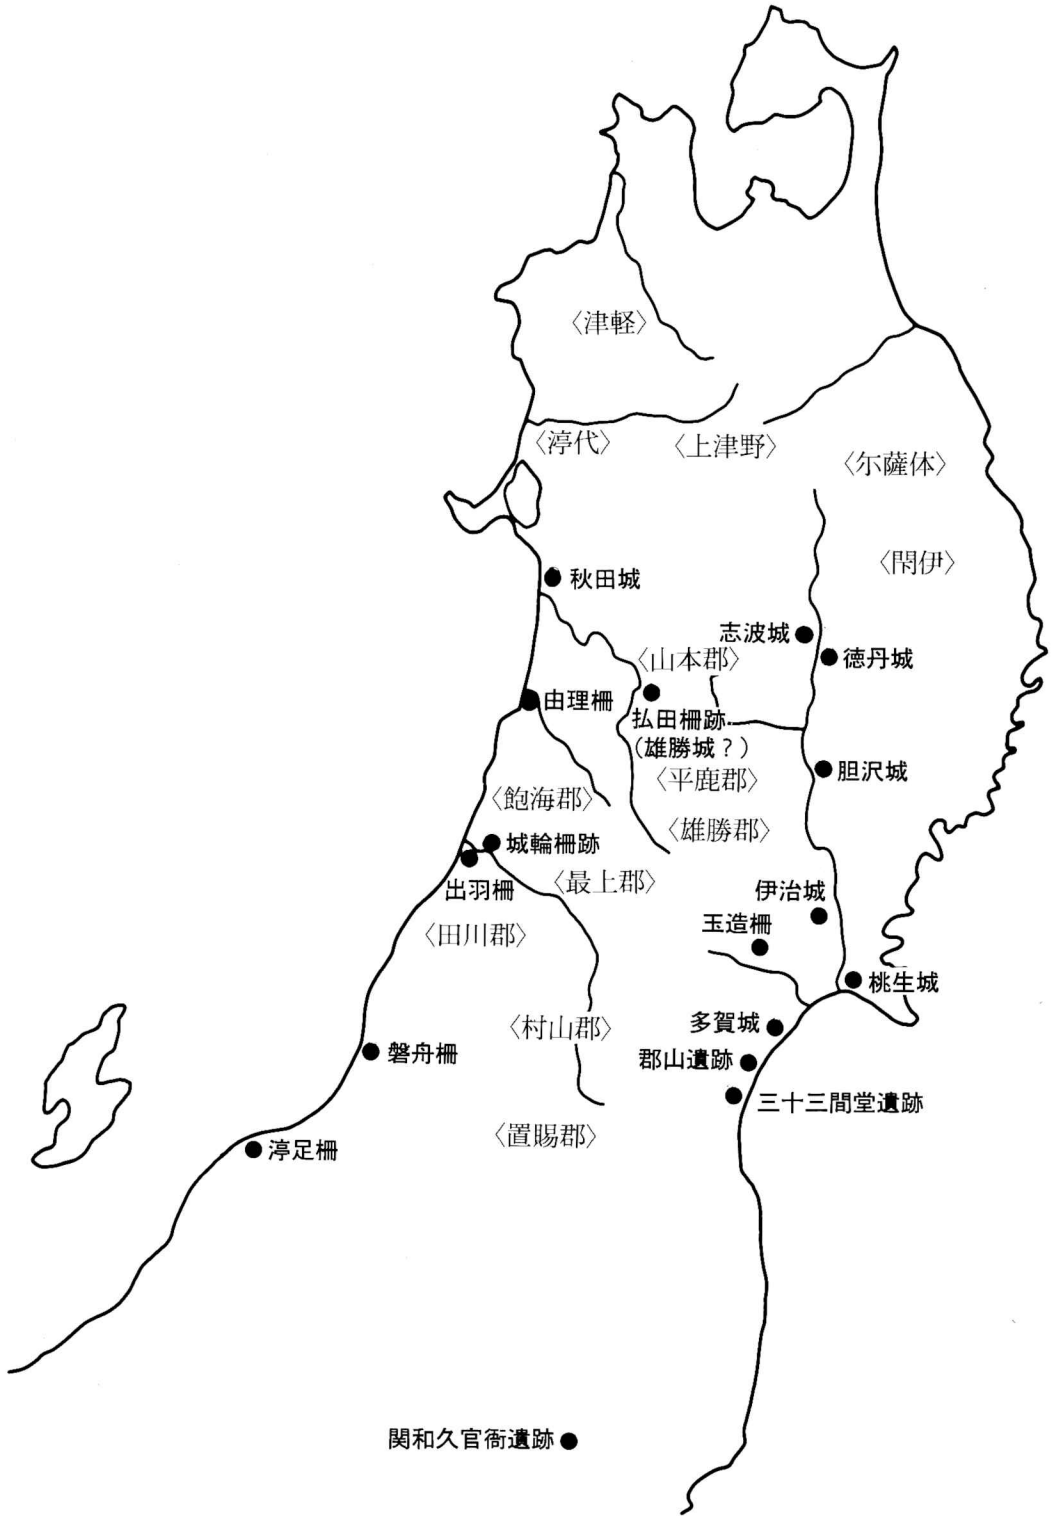 〈津軽〉
〈渟代〉
〈上津野〉
〈尓薩体〉
〈閇伊〉
秋田城
志波城
〈山本郡〉
徳丹城
由理柵
払田柵跡
(雄勝城？)
胆沢城
〈平鹿郡〉
〈飽海郡〉
〈雄勝郡〉
城輪柵跡
出羽柵
〈最上郡〉
伊治城
玉造柵
〈田川郡〉
桃生城
多賀城
〈村山郡〉
磐舟柵
郡山遺跡
三十三間堂遺跡
〈置賜郡〉
渟足柵
関和久官衙遺跡